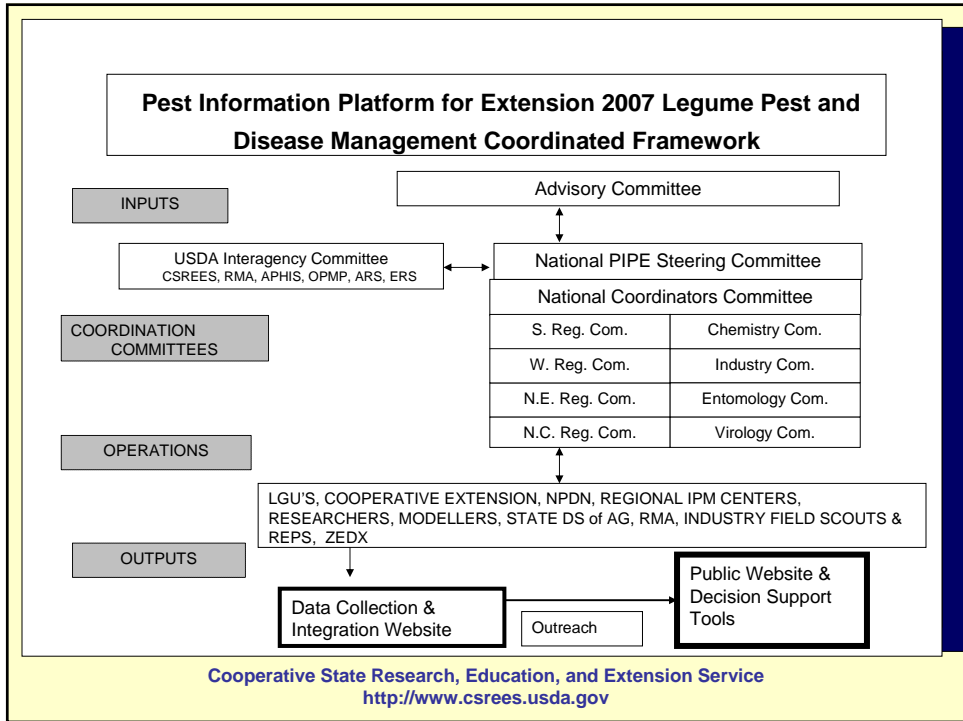 Pest Information Platform for Extension 2007 Legume Pest and
Disease Management Coordinated Framework
INPUTS
Advisory Committee
USDA Interagency Committee
CSREES, RMA, APHIS, OPMP, ARS, ERS
National PIPE Steering Committee
National Coordinators Committee
COORDINATION
COMMITTEES
S. Reg. Com.
Chemistry Com.
W. Reg. Com.
Industry Com.
N.E. Reg. Com.
Entomology Com.
N.C. Reg. Com.
Virology Com.
OPERATIONS
LGU'S, COOPERATIVE EXTENSION, NPDN, REGIONAL IPM CENTERS,
RESEARCHERS, MODELLERS, STATE DS of AG, RMA, INDUSTRY FIELD SCOUTS &
REPS, ZEDX
OUTPUTS
Data Collection &
Integration Website
Outreach
Public Website &
Decision Support
Tools
Cooperative State Research, Education, and Extension Service
http://www.csrees.usda.gov